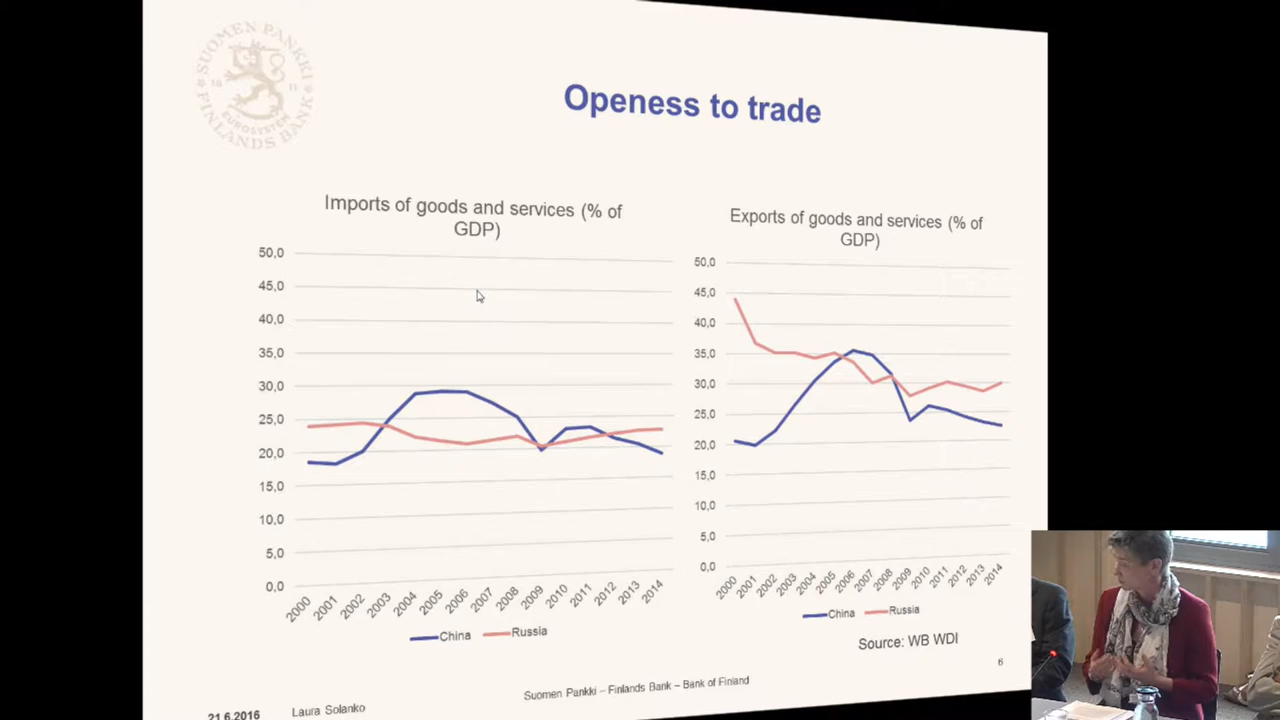 SUOMEN PANKKI
18 11
EUROSYSTEM
FINLANDS BANK
Openess to trade
Imports of goods and services (% of
GDP)
50,0
45,0
40,0
35,0
30,0
25,0
20,0
15,0
10,0
5,0
0,0
2000 2001 2002 2003 2004 2005 2006 2007 2008 2009 2010 2011 2012 2013 2014
China Russia
Exports of goods and services (% of
GDP)
50,0
45,0
40,0
35,0
30,0
25,0
20,0
15,0
10,0
5,0
0,0
2000 2001 2002 2003 2004 2005 2006 2007 2008 2009 2010 2011 2012 2013 2014
China Russia
Source: WB WDI
6
Suomen Pankki – Finlands Bank – Bank of Finland
21.6.2016 Laura Solanko